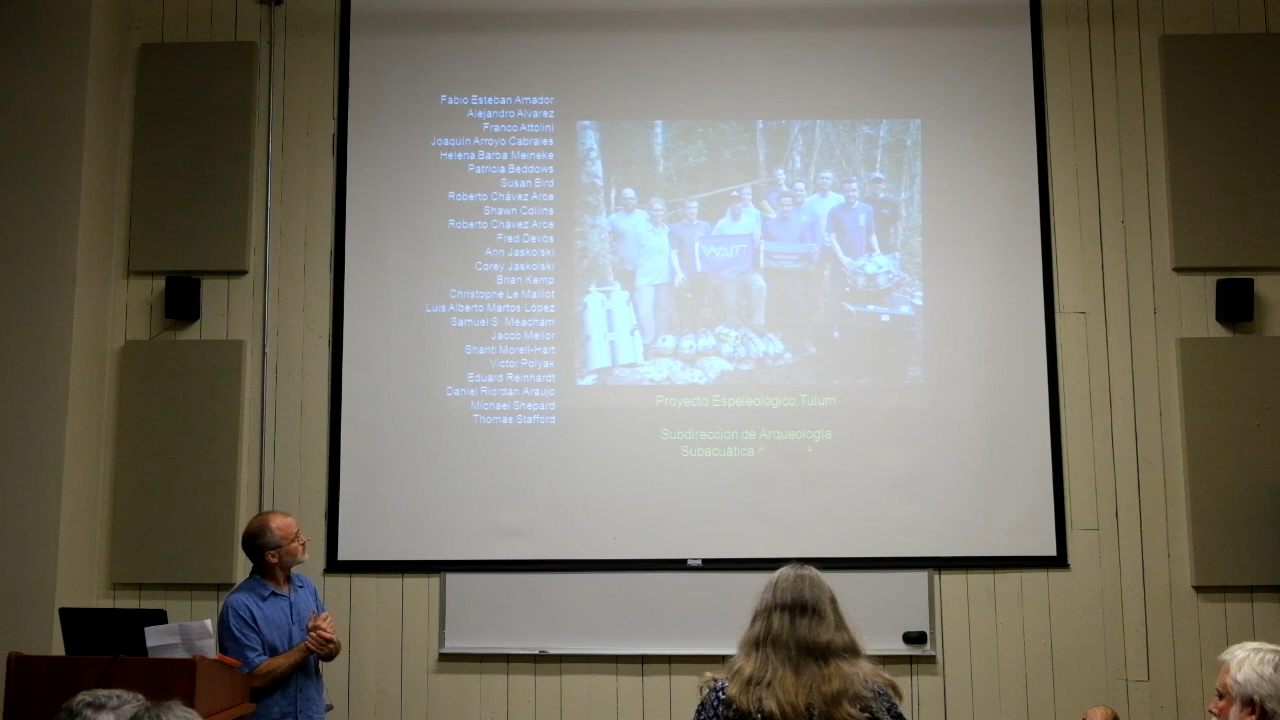 Fabio Esteban Amador
Alejandro Alvarez
Franco Attolini
Joaquín Arroyo Cabrales
Helena Barba Meineke
Patricia Beddows
Susan Bird
Roberto Chávez Arce
Shawn Collins
Roberto Chávez Arce
Fred Devos
Ann Jaskolski
Corey Jaskolski
Brian Kemp
Christophe Le Maillot
Luis Alberto Martos López
Samuel S. Meacham
Jacob Mellor
Shanti Morell-Hart
Victor Polyak
Eduard Reinhardt
Daniel Riordan Araujo
Michael Shepard
Thomas Stafford
WAITT
Proyecto Espeleológico Tulum
Subdirección de Arqueología
Subacuática